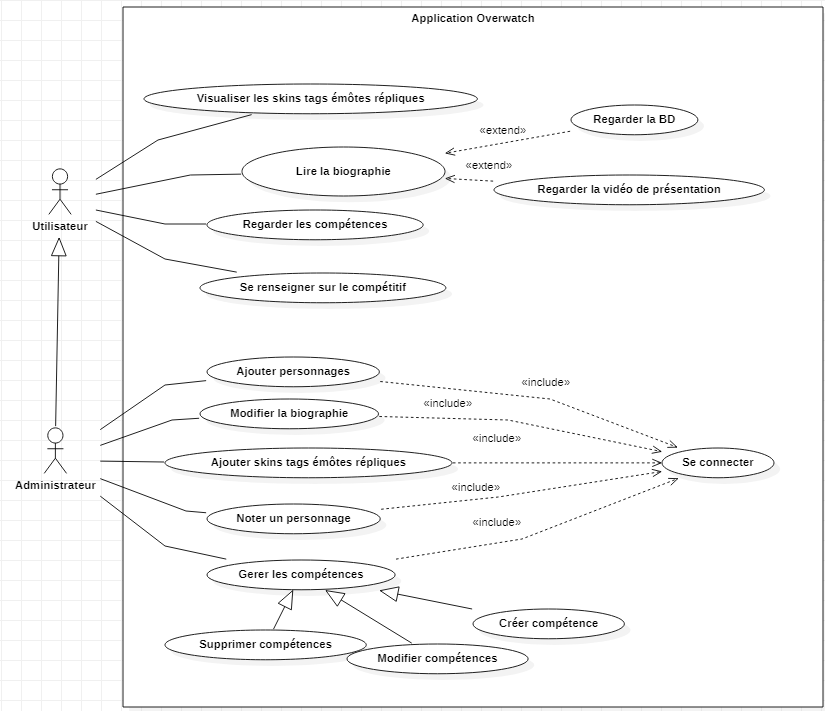 Application Overwatch
Visualiser les skins tags émôtes répliques
Regarder la BD
«extend»
Lire la biographie
«extend»
Regarder la vidéo de présentation
Utilisateur
Regarder les compétences
Se renseigner sur le compétitif
Ajouter personnages
«include»
Modifier la biographie
«include»
Ajouter skins tags émôtes répliques
«include»
Se connecter
Administrateur
«include»
Noter un personnage
«include»
Gerer les compétences
Créer compétence
Supprimer compétences
Modifier compétences